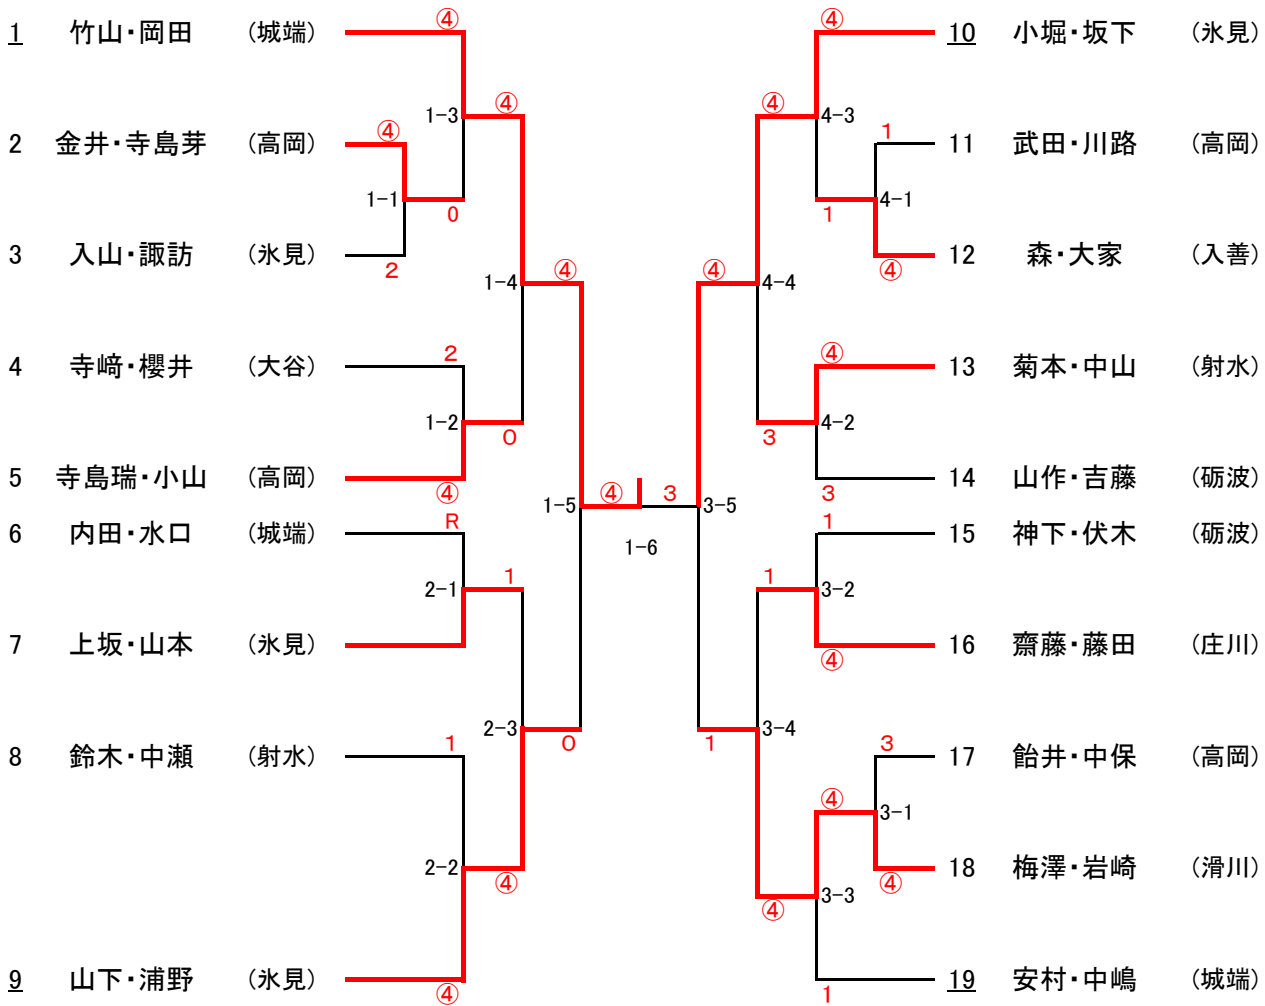 1 竹山・岡田 (城端) ④ ④ 10 小堀・坂下 (氷見)
1-3 ④ ④ 4-3
2 金井・寺島芽 (高岡) ④ 1 11 武田・川路 (高岡)
1-1 0 1 4-1
3 入山・諏訪 (氷見) 2 ④ 12 森・大家 (入善)
1-4 ④ ④ 4-4
4 寺﨑・櫻井 (大谷) 2 ④ 13 菊本・中山 (射水)
1-2 0 3 4-2
5 寺島瑞・小山 (高岡) ④ 3 14 山作・吉藤 (砺波)
1-5 ④ 3 3-5
6 内田・水口 (城端) R 1 15 神下・伏木 (砺波)
1-6
2-1 1 1 3-2
7 上坂・山本 (氷見) ④ 16 齋藤・藤田 (庄川)
2-3 0 1 3-4
8 鈴木・中瀬 (射水) 1 3 17 飴井・中保 (高岡)
④ 3-1
2-2 ④ ④ 18 梅澤・岩崎 (滑川)
④ 3-3
9 山下・浦野 (氷見) ④ 1 19 安村・中嶋 (城端)